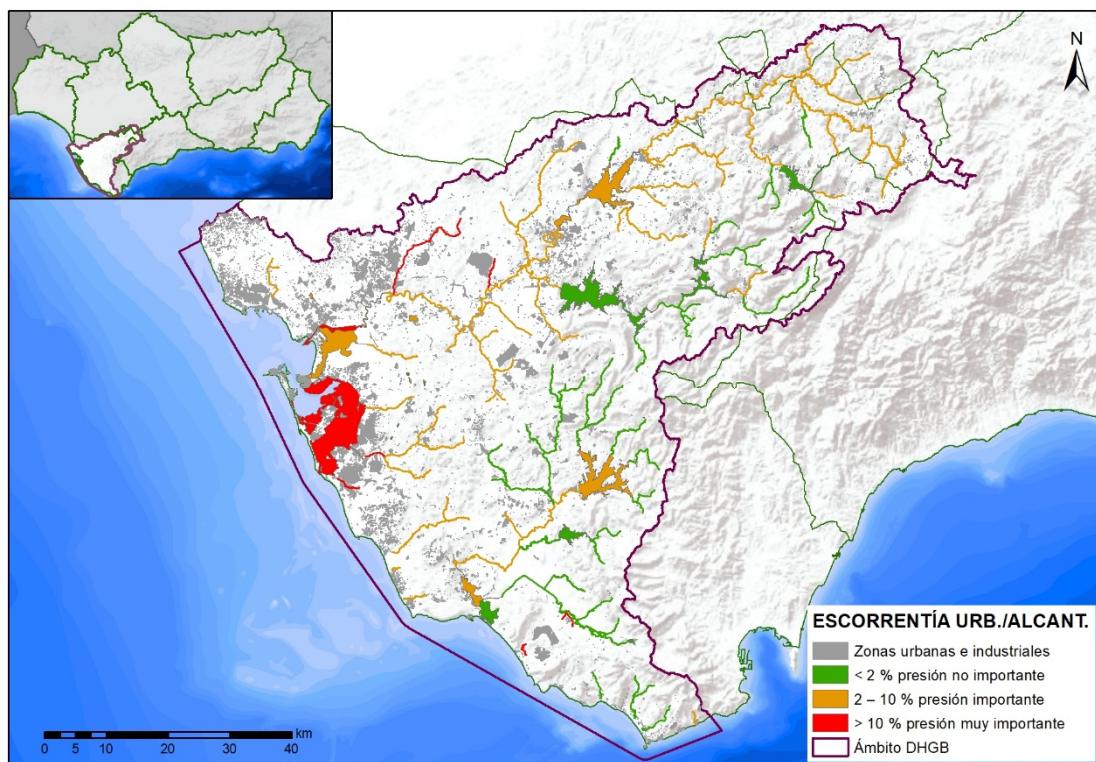 N
ESCORRENTÍA URB./ALCANT.
Zonas urbanas e industriales
< 2 % presión no importante
2 – 10 % presión importante
> 10 % presión muy importante
Ámbito DHGB
km
0 5 10 20 30 40